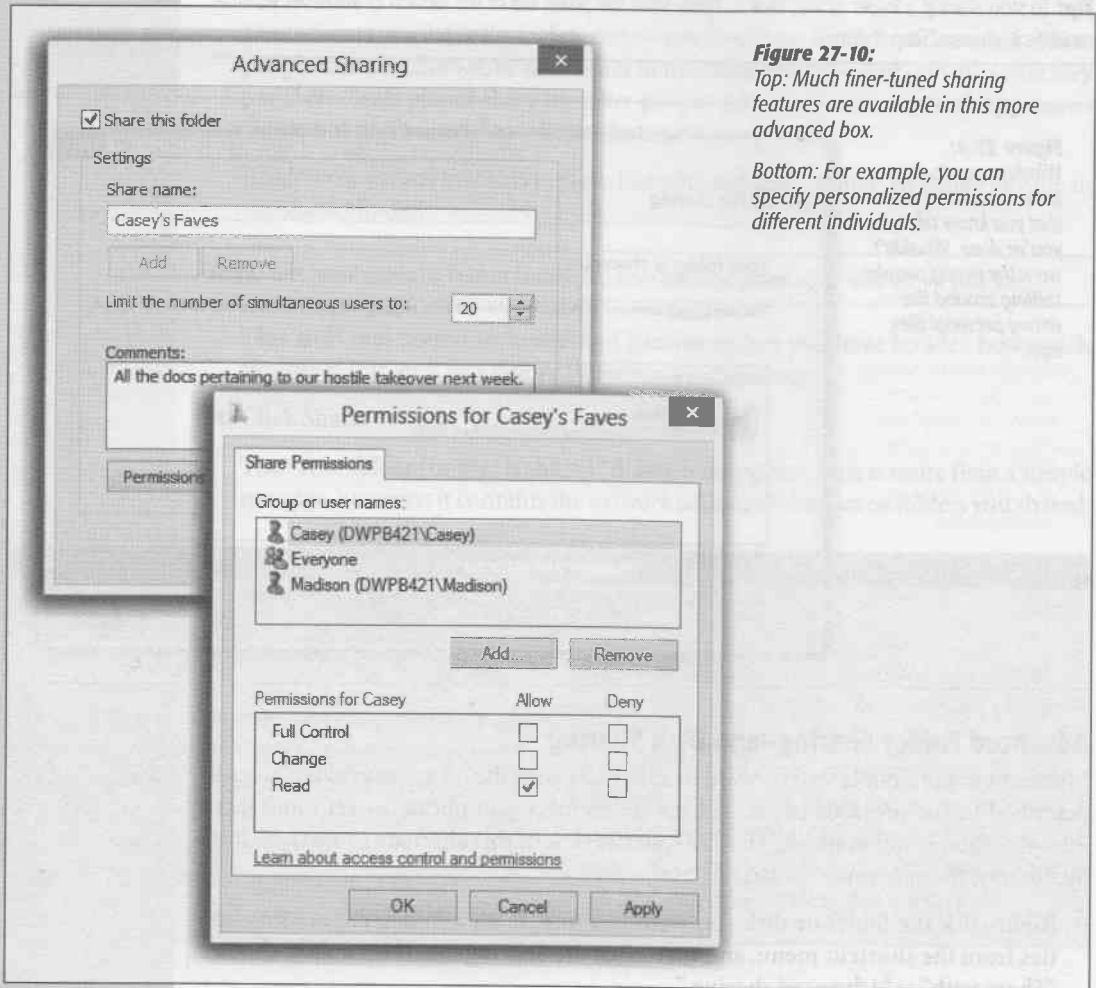 Advanced Sharing
Share this folder
Settings
Share name:
Casey's Faves
Add Remove
Limit the number of simultaneous users to: 20
Comments:
All the docs pertaining to our hostile takeover next week.
Permissions
Permissions for Casey's Faves
Share Permissions
Group or user names:
Casey (DWPB421\Casey)
Everyone
Madison (DWPB421\Madison)
Add... Remove
Permissions for Casey Allow Deny
Full Control
Change
Read
Learn about access control and permissions
OK Cancel Apply
Figure 27-10:
Top: Much finer-tuned sharing
features are available in this more
advanced box.
Bottom: For example, you can
specify personalized permissions for
different individuals.